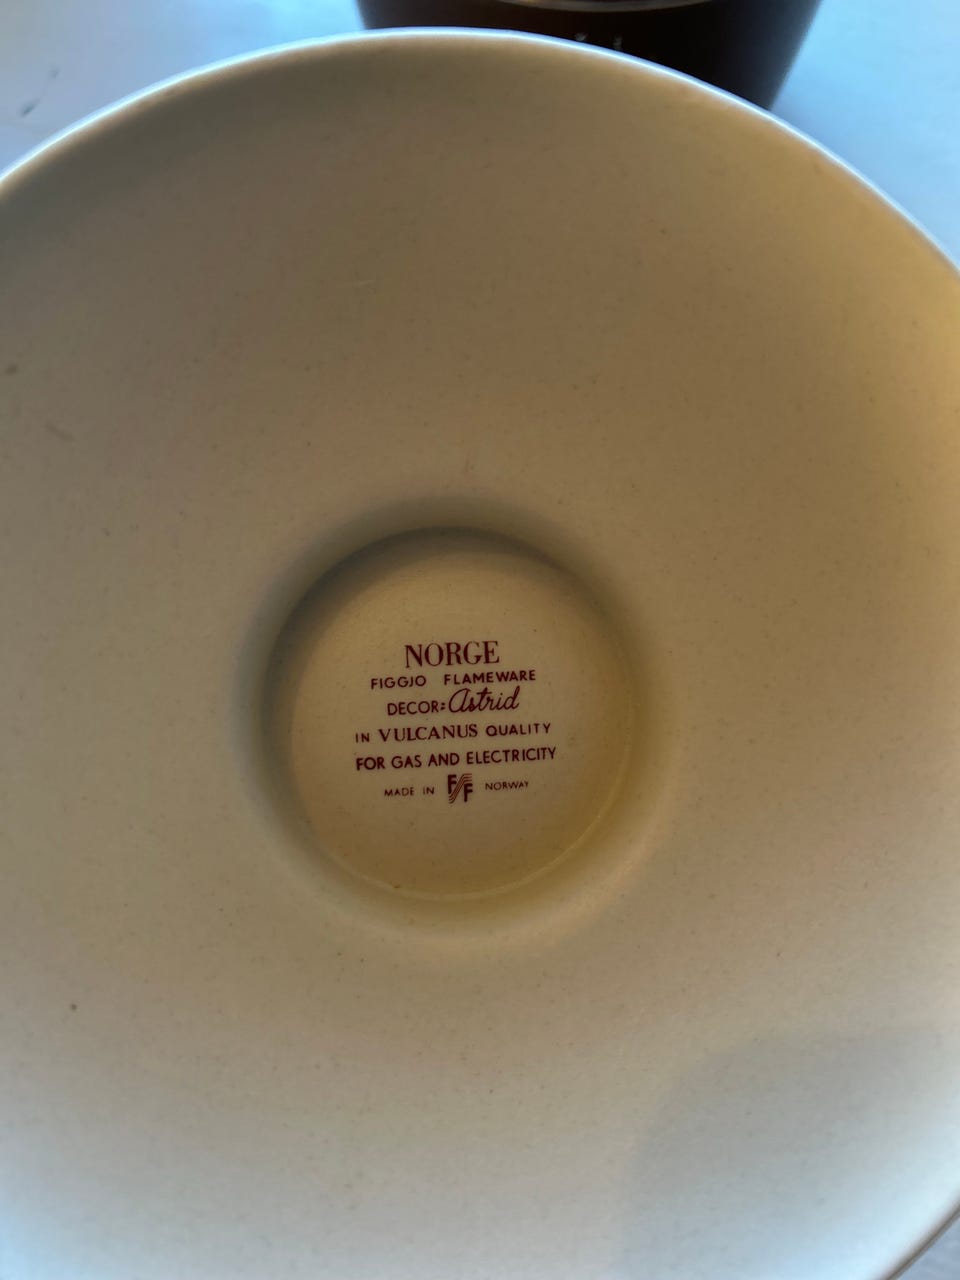 NORGE
FIGGJO FLAMEWARE
DECOR: Astrid
IN VULCANUS QUALITY
FOR GAS AND ELECTRICITY
MADE IN FF NORWAY